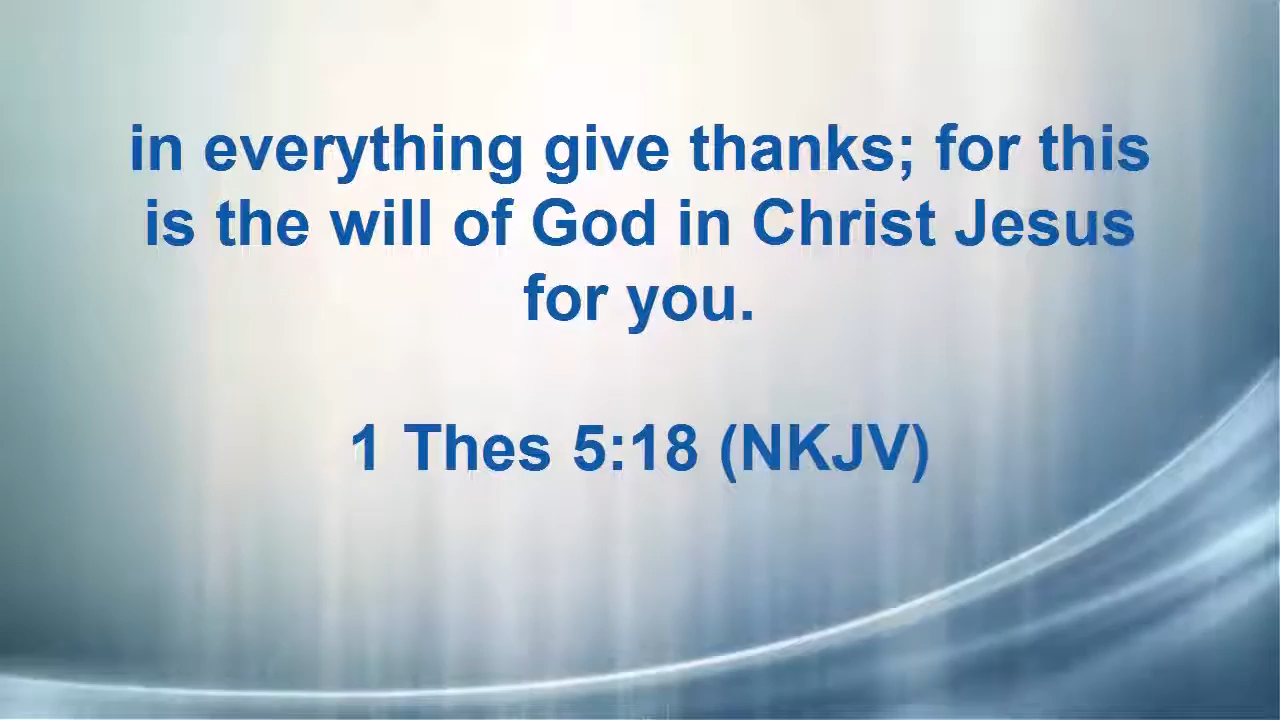 in everything give thanks; for this
is the will of God in Christ Jesus
for you.
1 Thes 5:18 (NKJV)